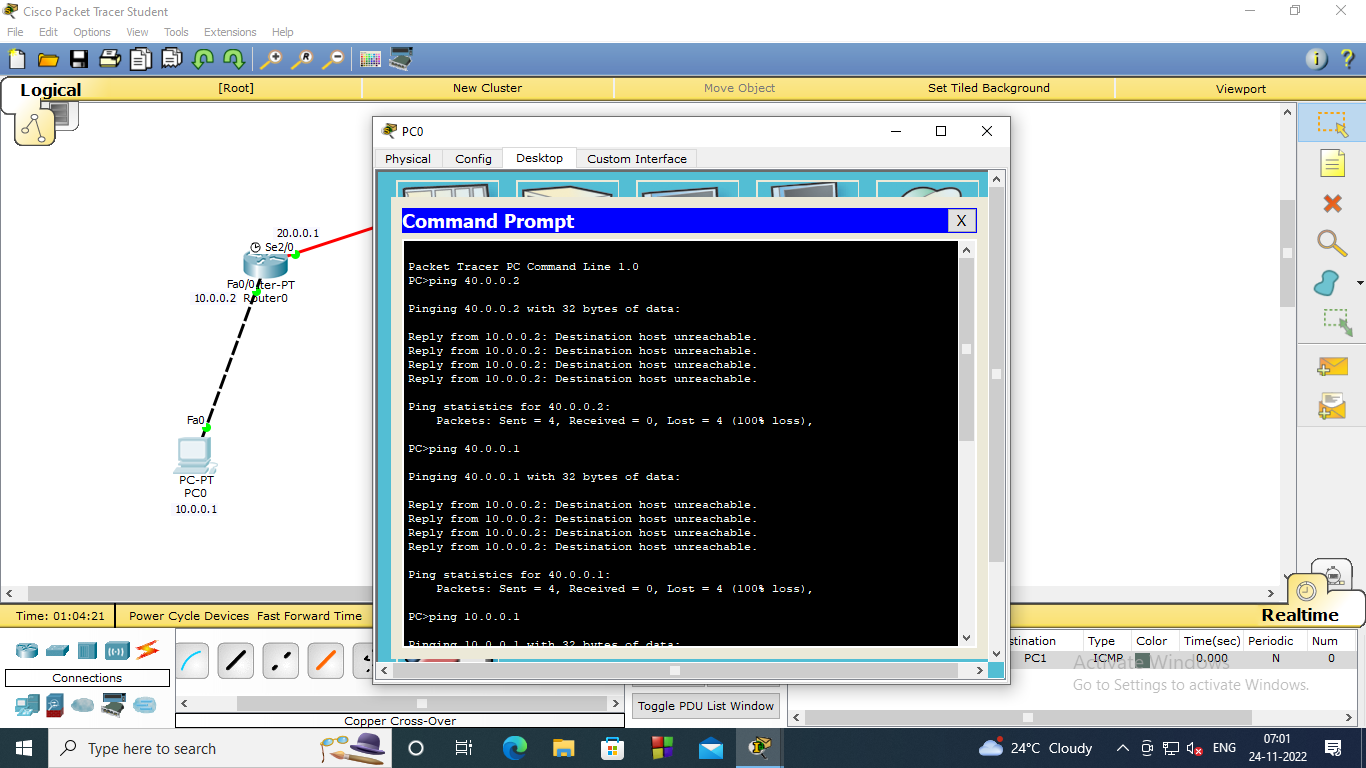 Cisco Packet Tracer Student
File Edit Options View Tools Extensions Help
Logical [Root] New Cluster Move Object Set Tiled Background Viewport
20.0.0.1
Se2/0
Fa0/0 ter-PT
10.0.0.2 Router0
Fa0
PC-PT
PC0
10.0.0.1
PC0
Physical Config Desktop Custom Interface
Command Prompt X
Packet Tracer PC Command Line 1.0
PC>ping 40.0.0.2
Pinging 40.0.0.2 with 32 bytes of data:
Reply from 10.0.0.2: Destination host unreachable.
Reply from 10.0.0.2: Destination host unreachable.
Reply from 10.0.0.2: Destination host unreachable.
Reply from 10.0.0.2: Destination host unreachable.
Ping statistics for 40.0.0.2:
Packets: Sent = 4, Received = 0, Lost = 4 (100% loss),
PC>ping 40.0.0.1
Pinging 40.0.0.1 with 32 bytes of data:
Reply from 10.0.0.2: Destination host unreachable.
Reply from 10.0.0.2: Destination host unreachable.
Reply from 10.0.0.2: Destination host unreachable.
Reply from 10.0.0.2: Destination host unreachable.
Ping statistics for 40.0.0.1:
Packets: Sent = 4, Received = 0, Lost = 4 (100% loss),
PC>ping 10.0.0.1
Pinging 10.0.0.1 with 32 bytes of data:
Time: 01:04:21 Power Cycle Devices Fast Forward Time Realtime
Connections
Copper Cross-Over
Toggle PDU List Window
stination Type Color Time(sec) Periodic Num
PC1 ICMP 0.000 N 0
Activate Windows
Go to Settings to activate Windows.
Type here to search
24°C Cloudy
ENG
07:01
24-11-2022